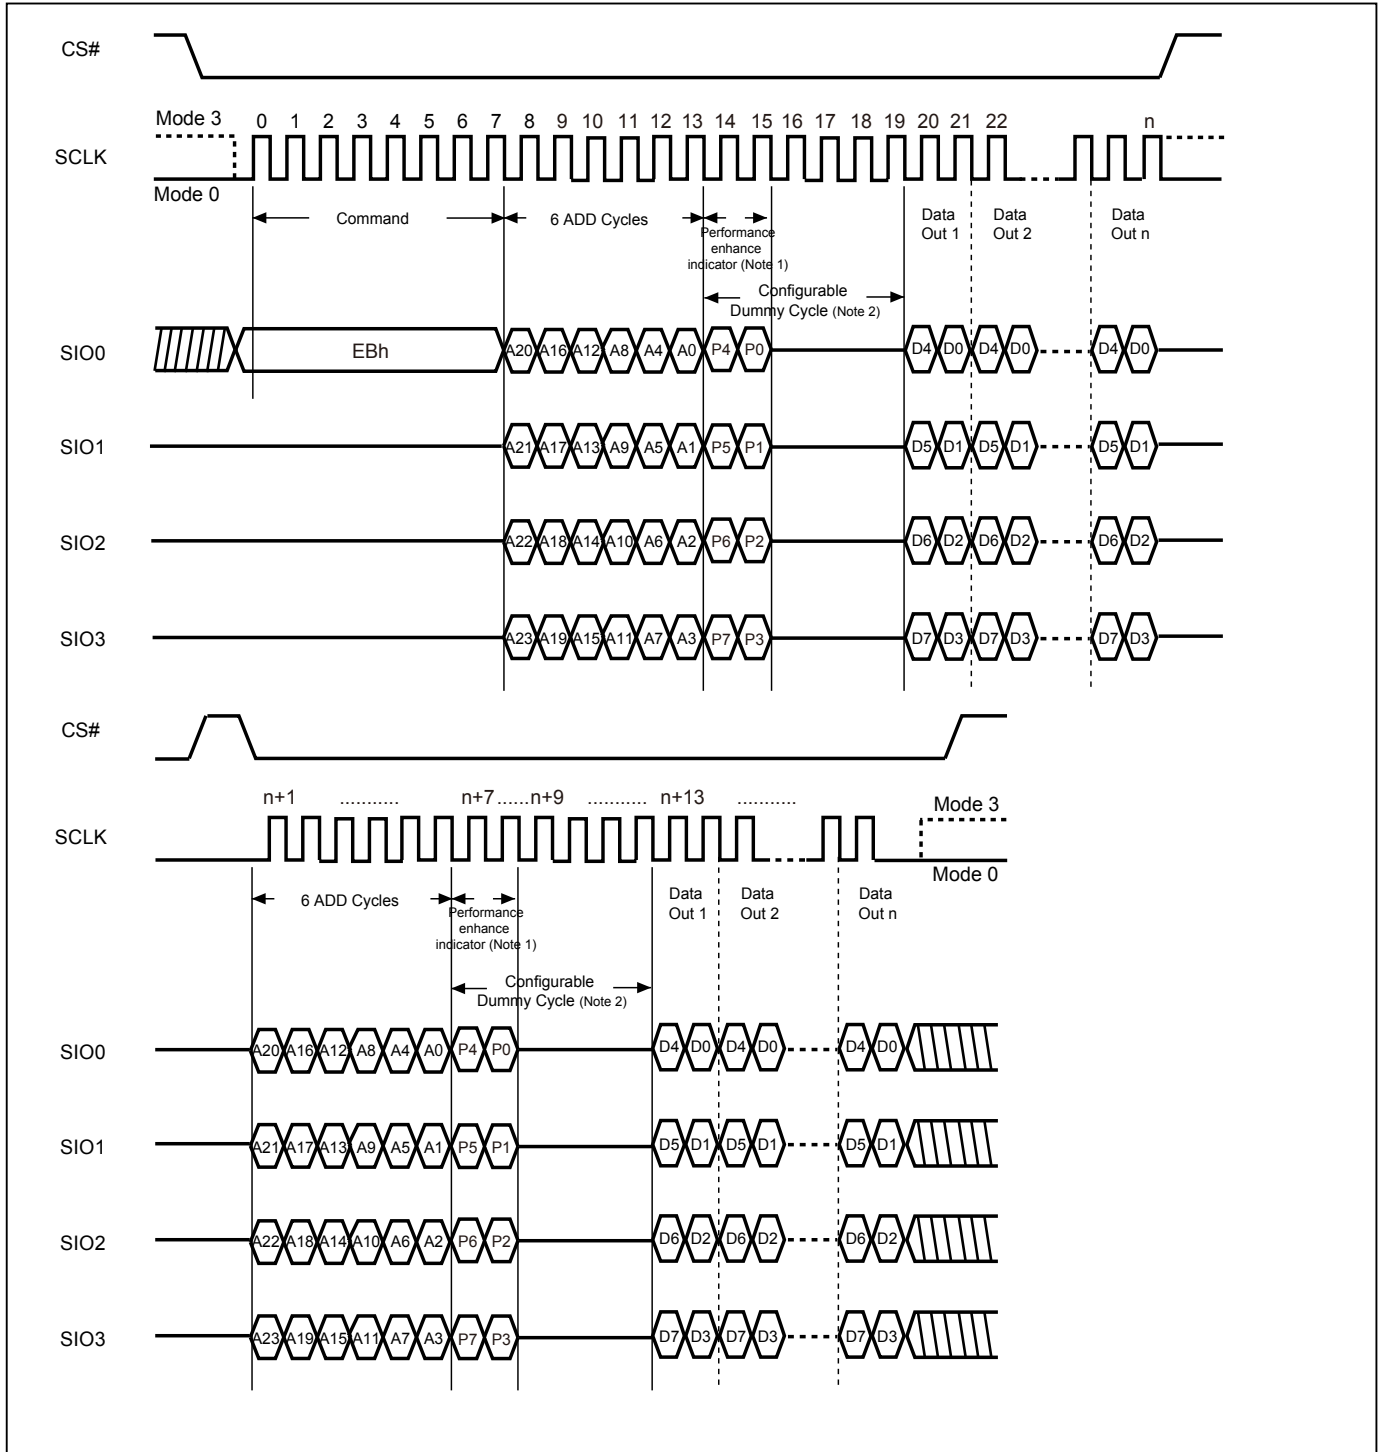 CS#
Mode 3
0 1 2 3 4 5 6 7 8 9 10 11 12 13 14 15 16 17 18 19 20 21 22 n
SCLK
Mode 0
Command
6 ADD Cycles
Performance
enhance
indicator (Note 1)
Data
Out 1
Data
Out 2
Data
Out n
Configurable
Dummy Cycle (Note 2)
SIO0 EBh A20 A16 A12 A8 A4 A0 P4 P0 D4 D0 D4 D0 D4 D0
SIO1 A21 A17 A13 A9 A5 A1 P5 P1 D5 D1 D5 D1 D5 D1
SIO2 A22 A18 A14 A10 A6 A2 P6 P2 D6 D2 D6 D2 D6 D2
SIO3 A23 A19 A15 A11 A7 A3 P7 P3 D7 D3 D7 D3 D7 D3
CS#
n+1 ........... n+7......n+9 ........... n+13 ...........
Mode 3
SCLK
Mode 0
6 ADD Cycles
Performance
enhance
indicator (Note 1)
Data
Out 1
Data
Out 2
Data
Out n
Configurable
Dummy Cycle (Note 2)
SIO0 A20 A16 A12 A8 A4 A0 P4 P0 D4 D0 D4 D0 D4 D0
SIO1 A21 A17 A13 A9 A5 A1 P5 P1 D5 D1 D5 D1 D5 D1
SIO2 A22 A18 A14 A10 A6 A2 P6 P2 D6 D2 D6 D2 D6 D2
SIO3 A23 A19 A15 A11 A7 A3 P7 P3 D7 D3 D7 D3 D7 D3